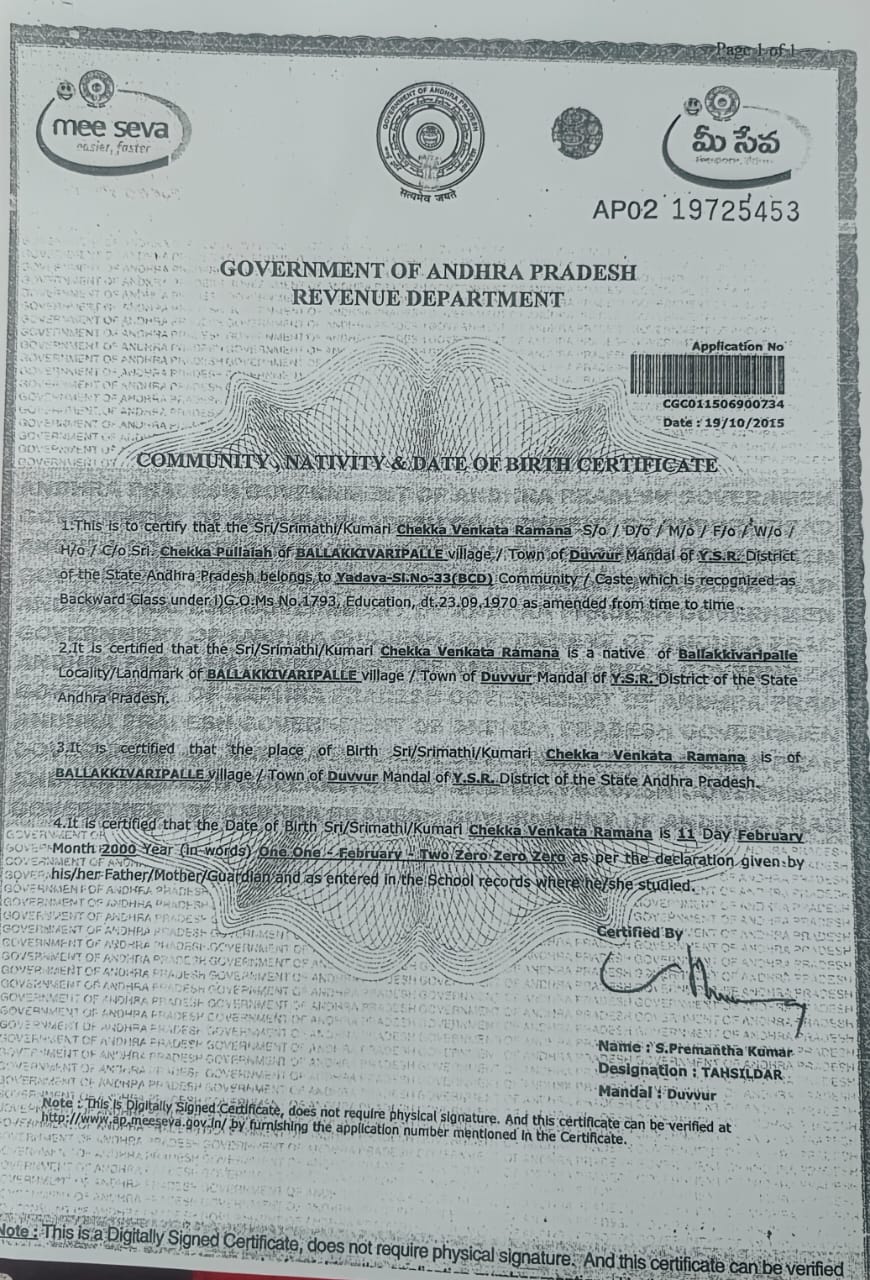 Page 1 of 1
mee seva
easier, faster
మీ సేవ
GOVERNMENT OF ANDHRA PRADESH
सत्यमेव जयते
AP02 19725453
GOVERNMENT OF ANDHRA PRADESH
REVENUE DEPARTMENT
Application No
CGC011506900734
Date : 19/10/2015
COMMUNITY, NATIVITY & DATE OF BIRTH CERTIFICATE
1.This is to certify that the Sri/Srimathi/Kumari Chekka Venkata Ramana S/o / D/o / M/o / F/o / W/o /
H/o / C/o Sri. Chekka Pullaiah of BALLAKKIVARIPALLE village / Town of Duvvur Mandal of Y.S.R. District
of the State Andhra Pradesh belongs to Yadava-Sl.No-33(BCD) Community / Caste which is recognized as
Backward Class under I)G.O.Ms No.1793, Education, dt.23.09.1970 as amended from time to time .
2.It is certified that the Sri/Srimathi/Kumari Chekka Venkata Ramana is a native of Ballakkivaripalle
Locality/Landmark of BALLAKKIVARIPALLE village / Town of Duvvur Mandal of Y.S.R. District of the State
Andhra Pradesh.
3.It is certified that the place of Birth Sri/Srimathi/Kumari Chekka Venkata Ramana is of
BALLAKKIVARIPALLE village / Town of Duvvur Mandal of Y.S.R. District of the State Andhra Pradesh.
4.It is certified that the Date of Birth Sri/Srimathi/Kumari Chekka Venkata Ramana is 11 Day February
Month 2000 Year (in words) One One - February - Two Zero Zero Zero as per the declaration given by
his/her Father/Mother/Guardian and as entered in the School records where he/she studied.
Certified By
Name : S.Premantha Kumar
Designation : TAHSILDAR
Mandal : Duvvur
Note : This is Digitally Signed Certificate, does not require physical signature. And this certificate can be verified at
http://www.ap.meeseva.gov.in/ by furnishing the application number mentioned in the Certificate.
Note : This is a Digitally Signed Certificate, does not require physical signature. And this certificate can be verified